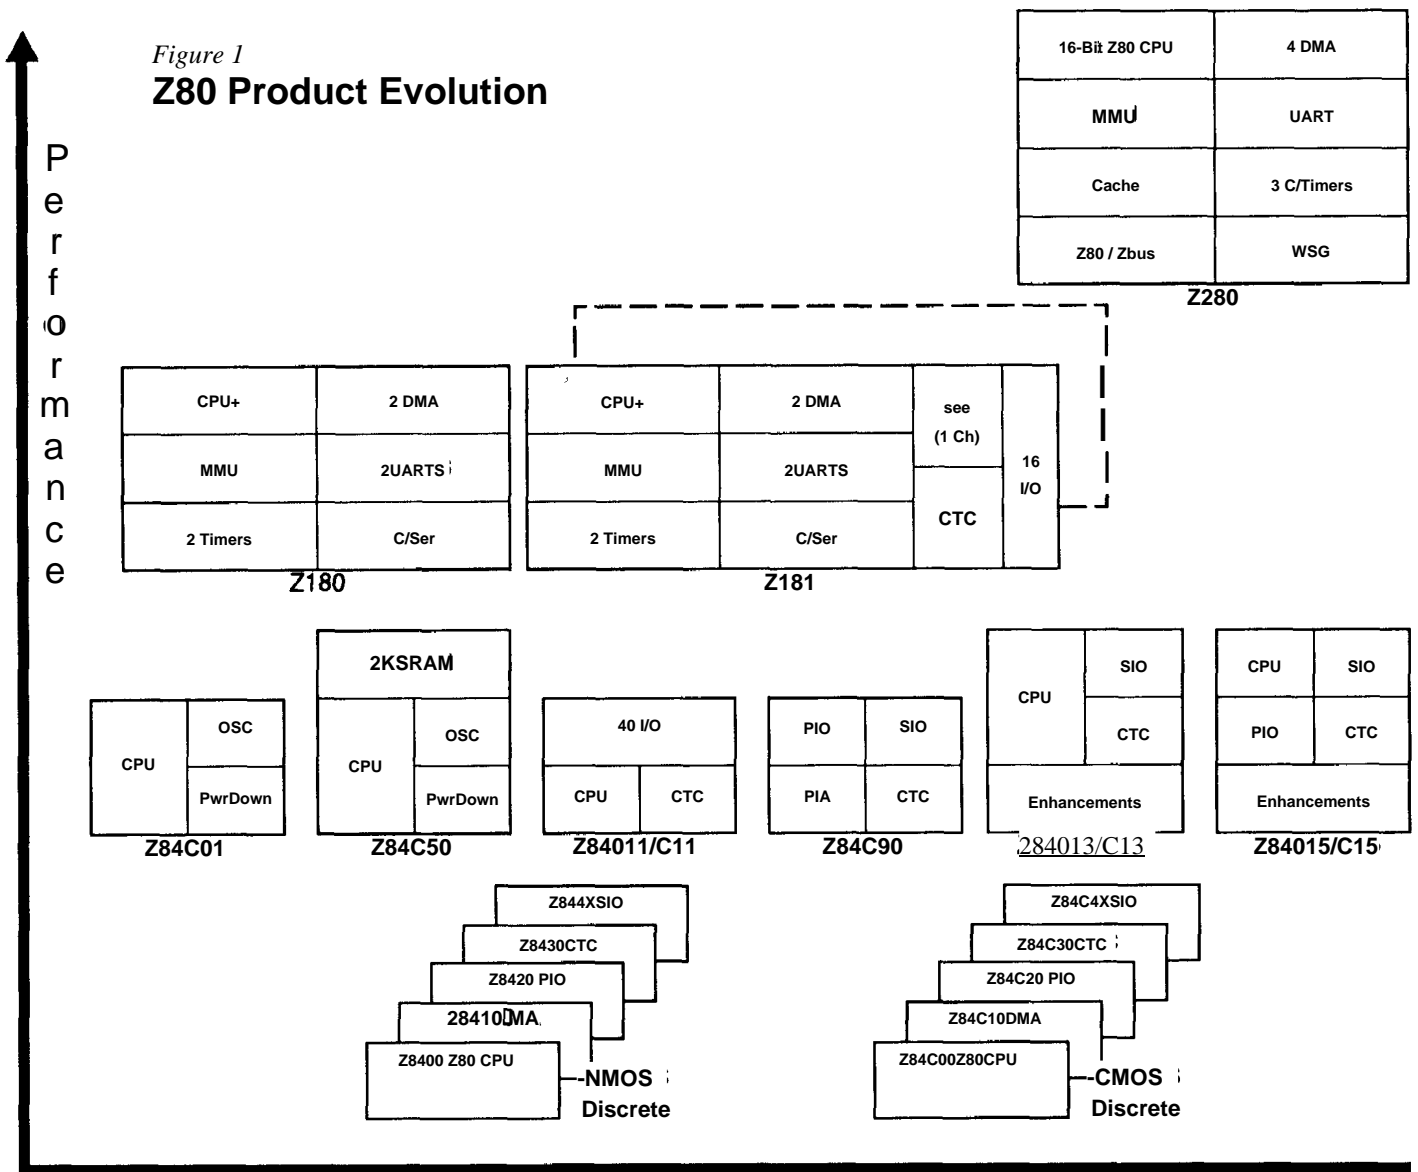 Figure 1
Z80 Product Evolution
Performance
16-Bit Z80 CPU
4 DMA
MMU
UART
Cache
3 C/Timers
Z80 / Zbus
WSG
Z280
CPU+
2 DMA
MMU
2UARTS
2 Timers
C/Ser
Z180
CPU+
2 DMA
see
(1 Ch)
16
I/O
MMU
2UARTS
CTC
2 Timers
C/Ser
Z181
CPU
OSC
PwrDown
Z84C01
2KSRAM
CPU
OSC
PwrDown
Z84C50
40 I/O
CPU
CTC
Z84011/C11
PIO
SIO
PIA
CTC
Z84C90
CPU
SIO
CTC
Enhancements
284013/C13
CPU
SIO
PIO
CTC
Enhancements
Z84015/C15
Z844XSIO
Z8430CTC
Z8420 PIO
28410DMA
Z8400 Z80 CPU
-NMOS
Discrete
Z84C4XSIO
Z84C30CTC
Z84C20 PIO
Z84C10DMA
Z84C00Z80CPU
-CMOS
Discrete